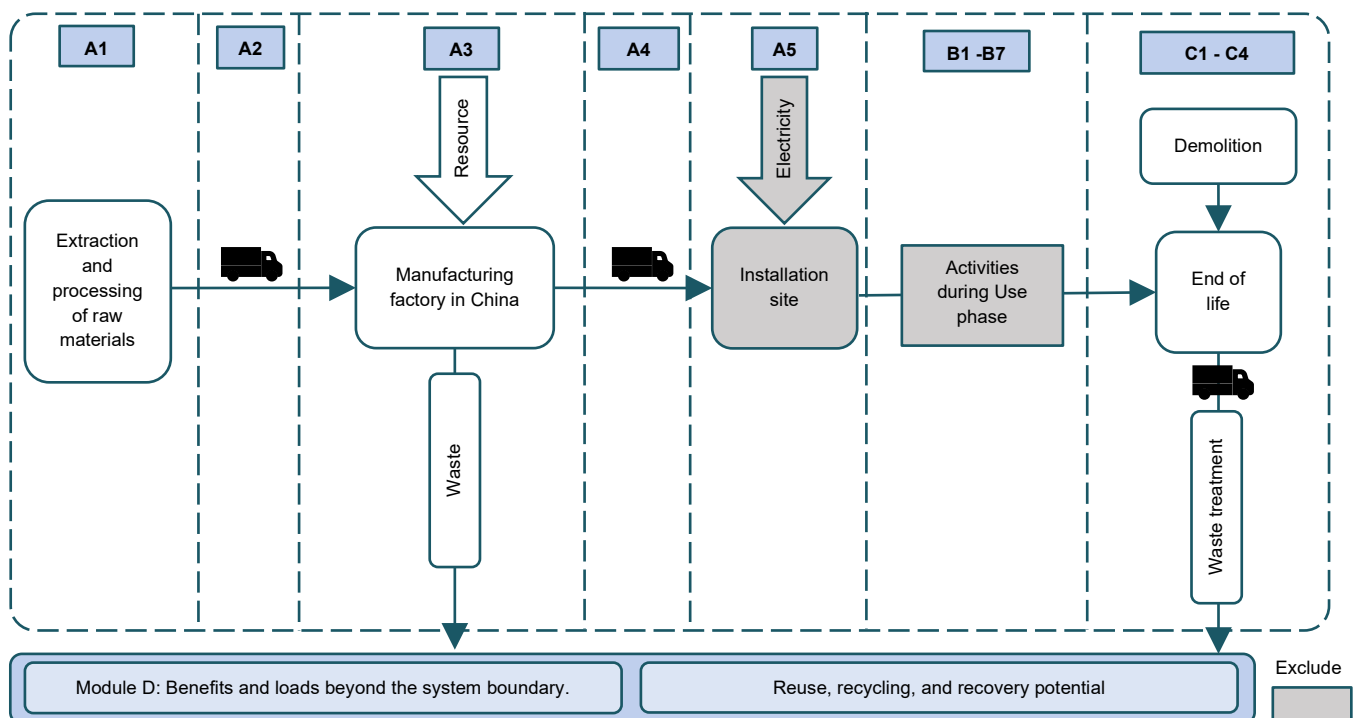 A1
A2
A3
A4
A5
B1 -B7
C1 - C4
Resource
Electricity
Demolition
Extraction
and
processing
of raw
materials
Manufacturing
factory in China
Installation
site
Activities
during Use
phase
End of
life
Waste
Waste treatment
Module D: Benefits and loads beyond the system boundary.
Reuse, recycling, and recovery potential
Exclude